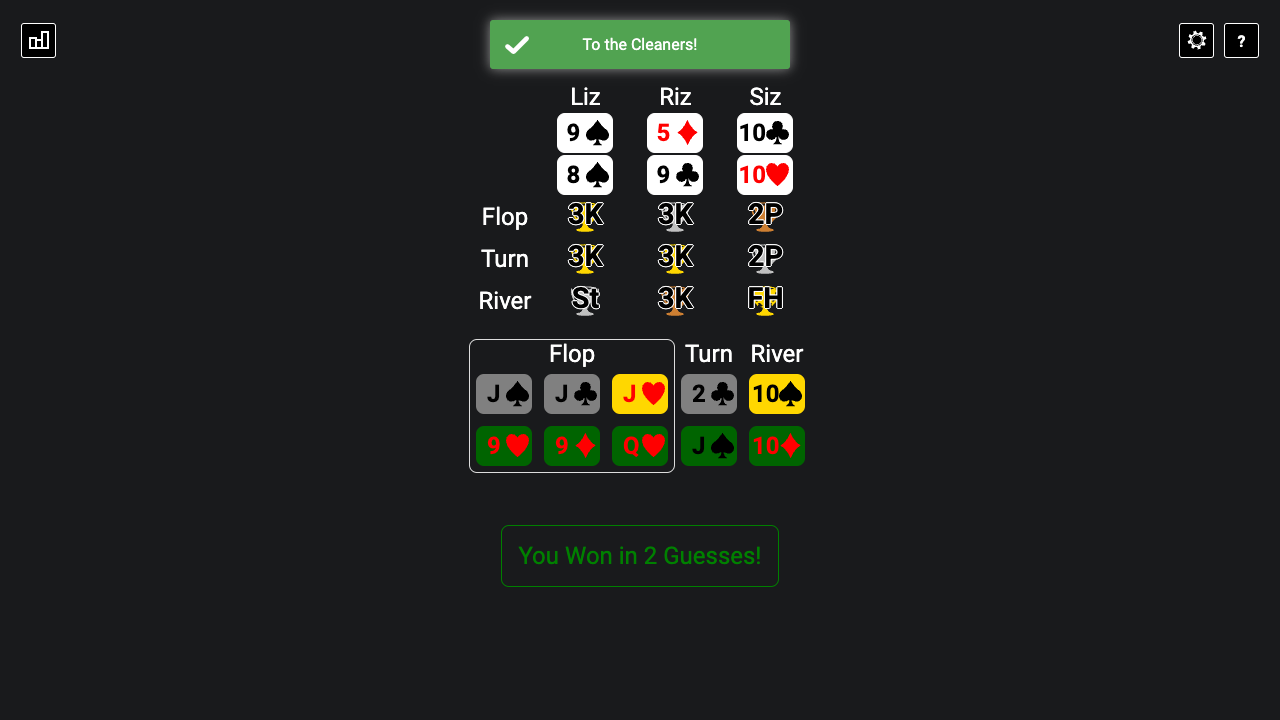 To the Cleaners!
?
Liz Riz Siz
9♠ 5♦ 10♣
8♠ 9♣ 10♥
Flop 3K 3K 2P
Turn 3K 3K 2P
River St 3K FH
Flop Turn River
J♠ J♣ J♥ 2♣ 10♠
9♥ 9♦ Q♥ J♠ 10♦
You Won in 2 Guesses!